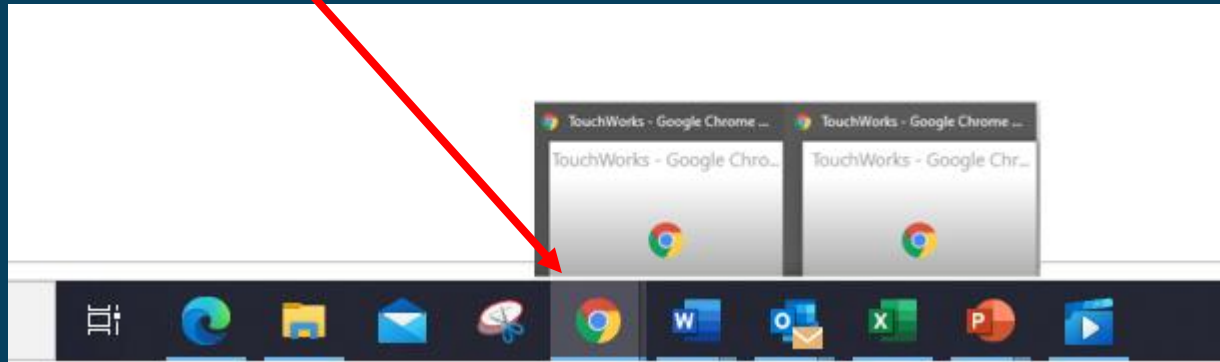 TouchWorks - Google Chrome ... TouchWorks - Google Chrome ...
TouchWorks - Google Chro... TouchWorks - Google Chr...
W O X P